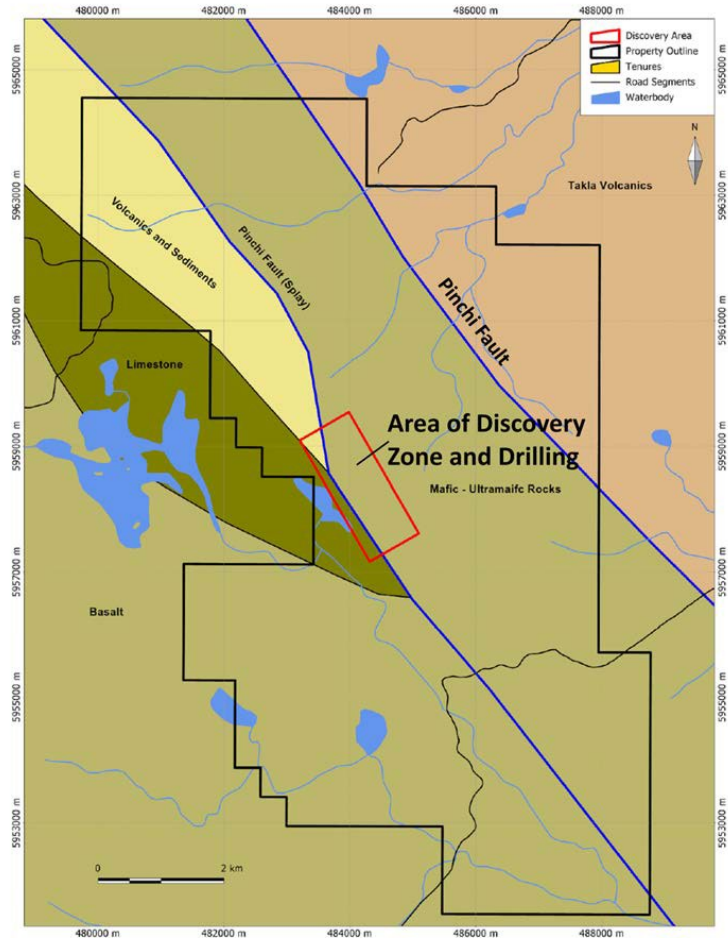 480000 m
482000 m
484000 m
486000 m
488000 m
Discovery Area
Property Outline
Tenures
Road Segments
Waterbody
N
5965000 m
5965000 m
Takla Volcanics
5963000 m
5963000 m
Volcanics and Sediments
Pinchi Fault (Splay)
Pinchi Fault
5961000 m
5961000 m
Limestone
Area of Discovery
Zone and Drilling
5959000 m
5959000 m
Mafic - Ultramaifc Rocks
5957000 m
5957000 m
Basalt
5955000 m
5955000 m
5953000 m
5953000 m
0
2 km
480000 m
482000 m
484000 m
486000 m
488000 m